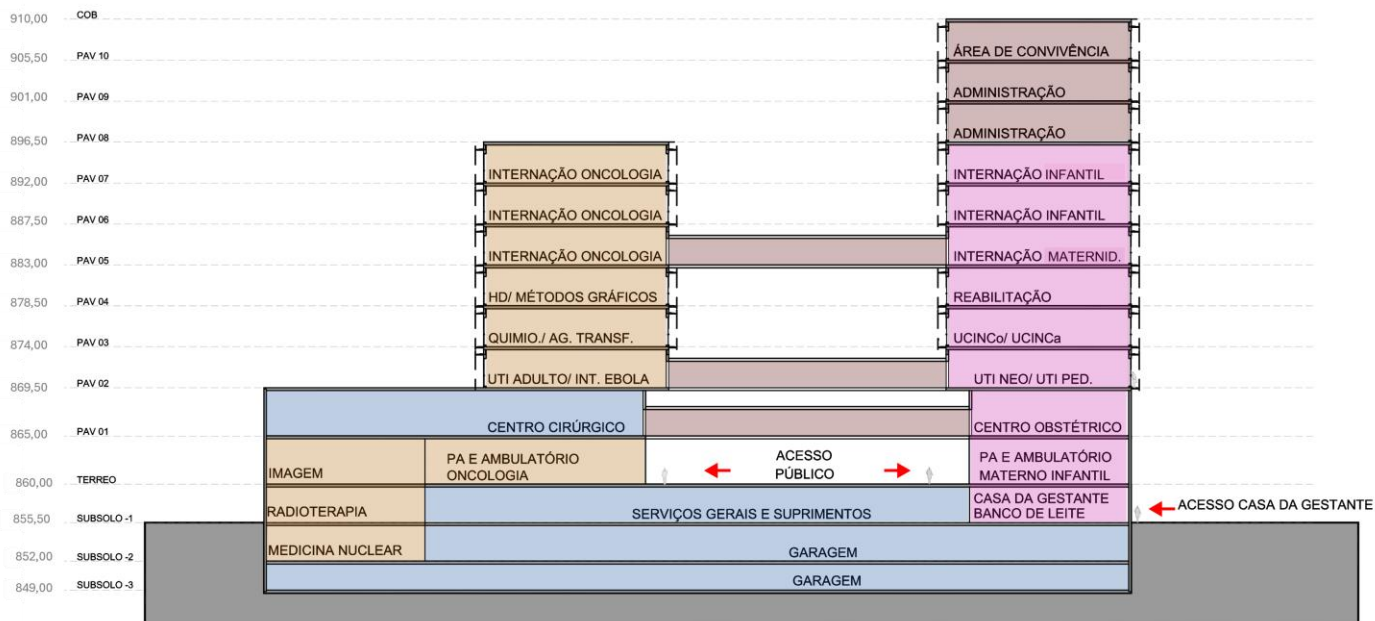 910,00 COB
905,50 PAV 10 ÁREA DE CONVIVÊNCIA
901,00 PAV 09 ADMINISTRAÇÃO
896,50 PAV 08 ADMINISTRAÇÃO
892,00 PAV 07 INTERNAÇÃO ONCOLOGIA INTERNAÇÃO INFANTIL
887,50 PAV 06 INTERNAÇÃO ONCOLOGIA INTERNAÇÃO INFANTIL
883,00 PAV 05 INTERNAÇÃO ONCOLOGIA INTERNAÇÃO MATERNID.
878,50 PAV 04 HD/ MÉTODOS GRÁFICOS REABILITAÇÃO
874,00 PAV 03 QUIMIO./ AG. TRANSF. UCINCo/ UCINCa
869,50 PAV 02 UTI ADULTO/ INT. EBOLA UTI NEO/ UTI PED.
865,00 PAV 01 CENTRO CIRÚRGICO CENTRO OBSTÉTRICO
860,00 TERREO IMAGEM
PA E AMBULATÓRIO
ONCOLOGIA
ACESSO
PÚBLICO
PA E AMBULATÓRIO
MATERNO INFANTIL
855,50 SUBSOLO -1 RADIOTERAPIA SERVIÇOS GERAIS E SUPRIMENTOS
CASA DA GESTANTE
BANCO DE LEITE
ACESSO CASA DA GESTANTE
852,00 SUBSOLO -2 MEDICINA NUCLEAR GARAGEM
849,00 SUBSOLO -3 GARAGEM